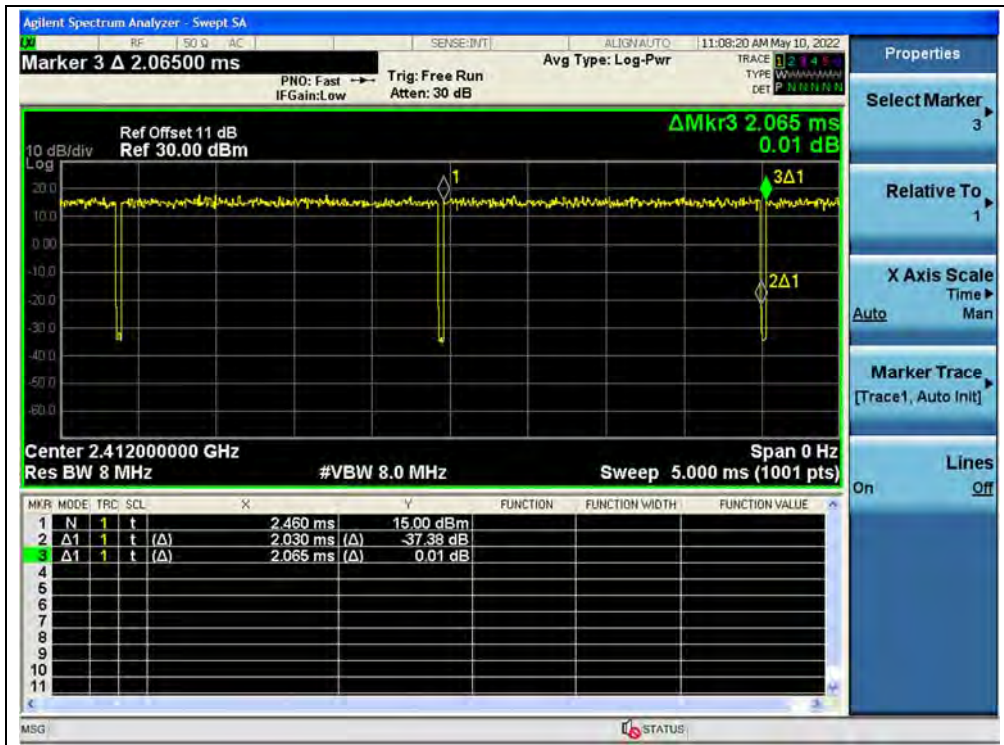 Agilent Spectrum Analyzer - Swept SA
LXI RF 50 Ω AC SENSE:INT ALIGN AUTO 11:08:20 AM May 10, 2022
Marker 3 Δ 2.06500 ms
PNO: Fast Trig: Free Run Avg Type: Log-Pwr TRACE 1 2 3 4 5 6
IFGain:Low Atten: 30 dB TYPE W
DET P N N N N N
ΔMkr3 2.065 ms
0.01 dB
Ref Offset 11 dB
10 dB/div Ref 30.00 dBm
Log
20.0
10.0
0.00
-10.0
-20.0
-30.0
-40.0
-50.0
-60.0
1
3Δ1
2Δ1
Center 2.412000000 GHz Span 0 Hz
Res BW 8 MHz #VBW 8.0 MHz Sweep 5.000 ms (1001 pts)
MKR MODE TRC SCL X Y FUNCTION FUNCTION WIDTH FUNCTION VALUE
1 N 1 t 2.460 ms 15.00 dBm
2 Δ1 1 t (Δ) 2.030 ms (Δ) -37.38 dB
3 Δ1 1 t (Δ) 2.065 ms (Δ) 0.01 dB
4
5
6
7
8
9
10
11
MSG STATUS
Properties
Select Marker
3
Relative To
1
X Axis Scale
Time
Auto Man
Marker Trace
[Trace1, Auto Init]
Lines
On Off